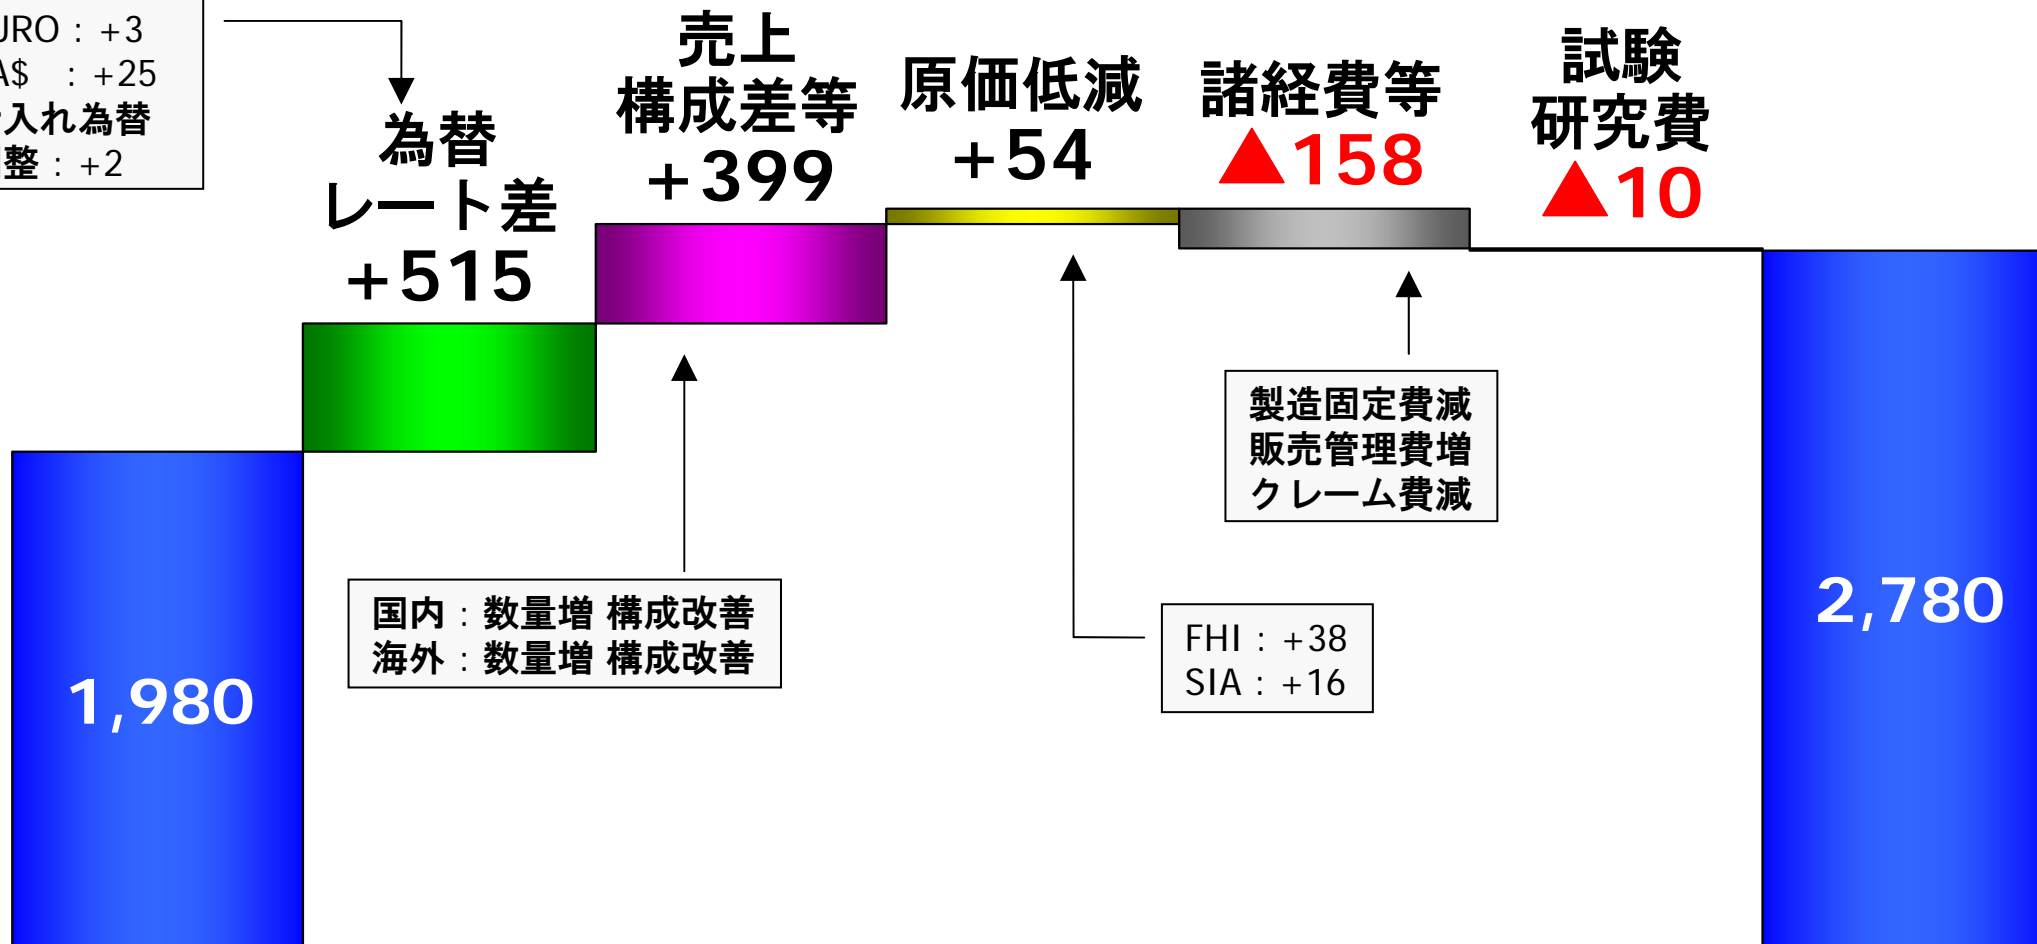 URO : +3
A$ : +25
入れ為替
整 : +2
為替
レート差
+515
売上
構成差等
+399
原価低減
+54
諸経費等
▲158
試験
研究費
▲10
製造固定費減
販売管理費増
クレーム費減
国内 : 数量増 構成改善
海外 : 数量増 構成改善
FHI : +38
SIA : +16
1,980
2,780